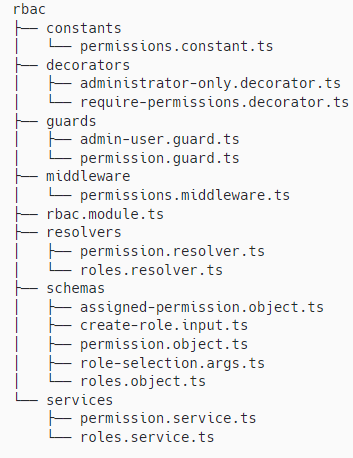 rbac
├── constants
│   └── permissions.constant.ts
├── decorators
│   ├── administrator-only.decorator.ts
│   └── require-permissions.decorator.ts
├── guards
│   ├── admin-user.guard.ts
│   └── permission.guard.ts
├── middleware
│   └── permissions.middleware.ts
├── rbac.module.ts
├── resolvers
│   ├── permission.resolver.ts
│   └── roles.resolver.ts
├── schemas
│   ├── assigned-permission.object.ts
│   ├── create-role.input.ts
│   ├── permission.object.ts
│   ├── role-selection.args.ts
│   └── roles.object.ts
└── services
    ├── permission.service.ts
    └── roles.service.ts